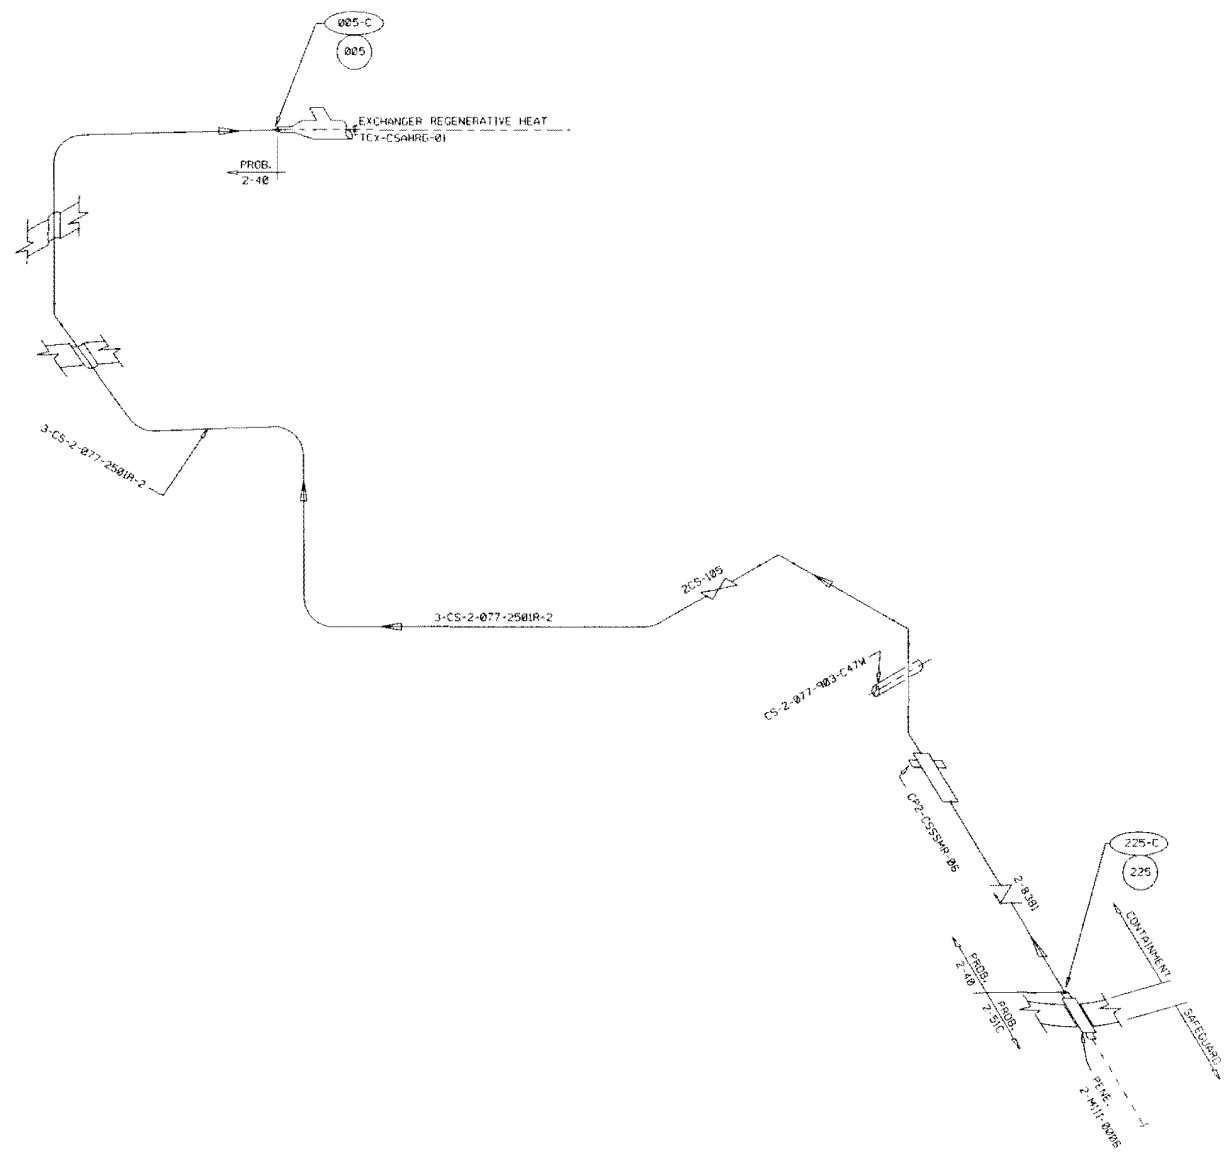 005-C
005
EXCHANGER REGENERATIVE HEAT
TCX-CSAHRG-01
PROB.
2-40
3-CS-2-077-2501R-2
2CS-105
3-CS-2-077-2501R-2
CS-2-077-903-C47W
CP2-CSSSMR-06
225-C
225
2-8381
CONTAINMENT
PROB.
2-40
PROB.
2-51C
SAFEGUARD
PENE.
2-MIII-0006